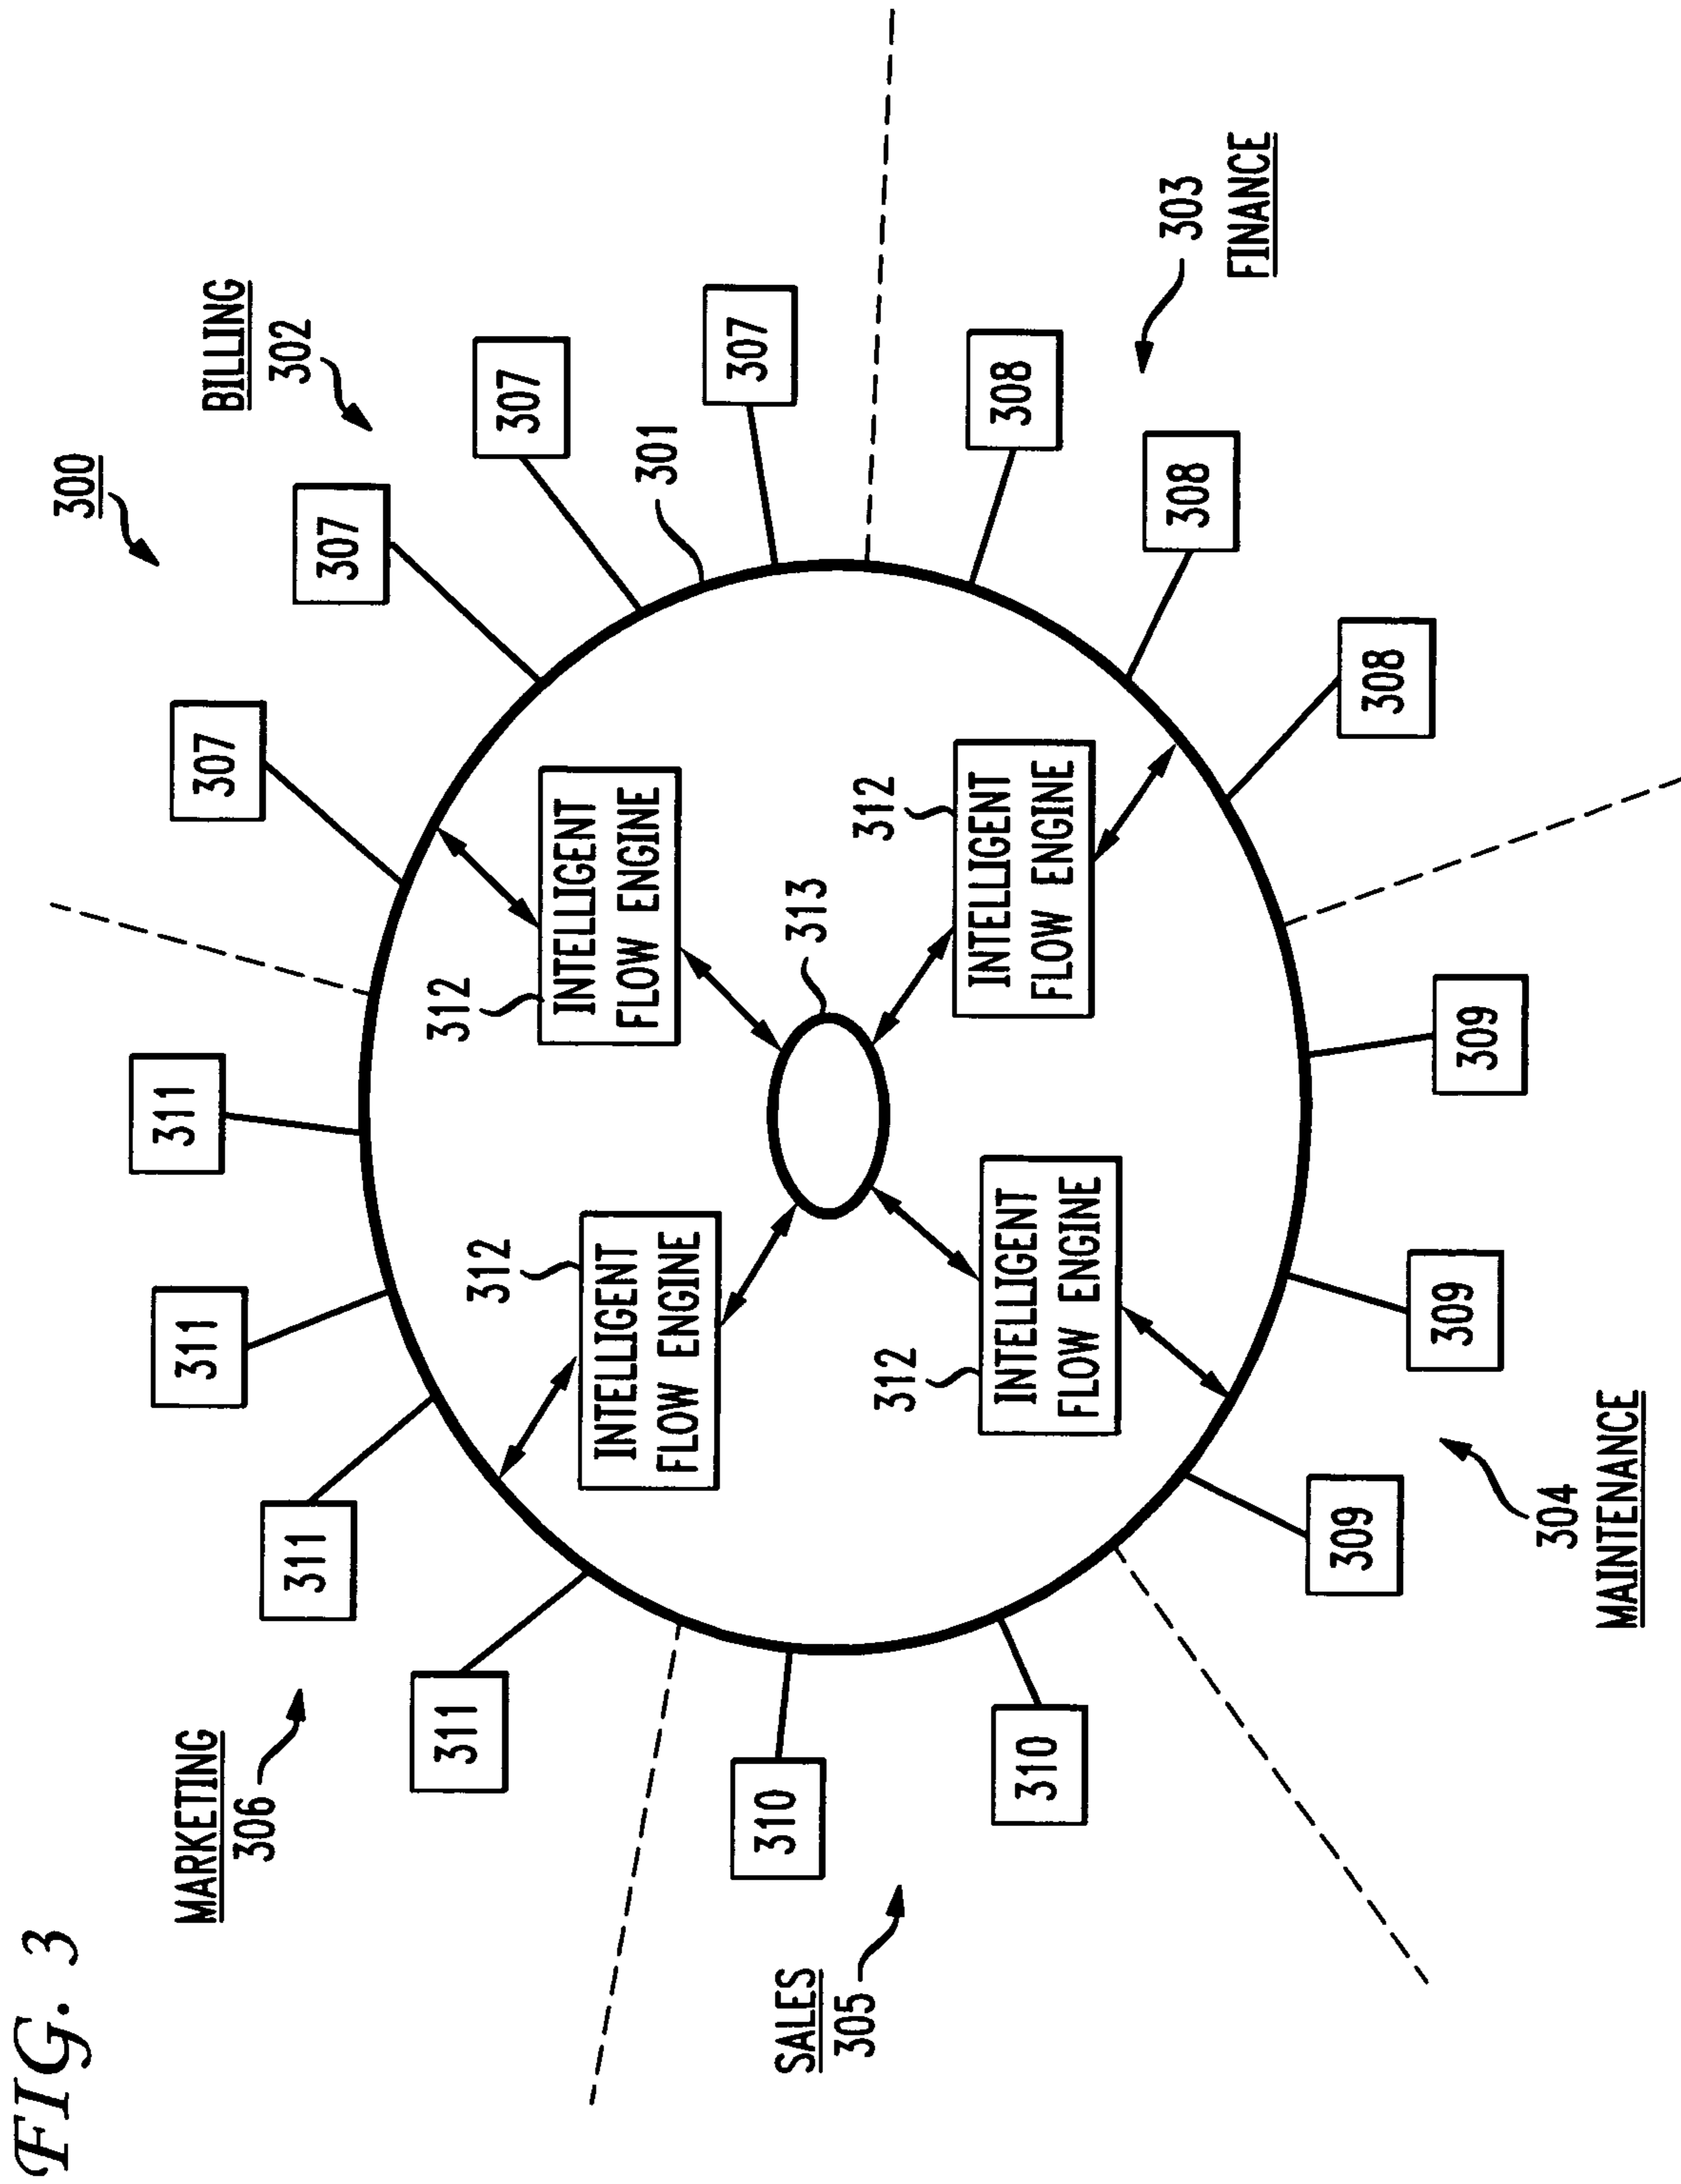 FIG. 3
300
BILLING
302
MARKETING
306
311
311
311
311
307
307
307
307
301
312
INTELLIGENT
FLOW ENGINE
312
INTELLIGENT
FLOW ENGINE
313
312
INTELLIGENT
FLOW ENGINE
312
INTELLIGENT
FLOW ENGINE
SALES
305
310
310
308
308
308
303
FINANCE
309
309
309
304
MAINTENANCE